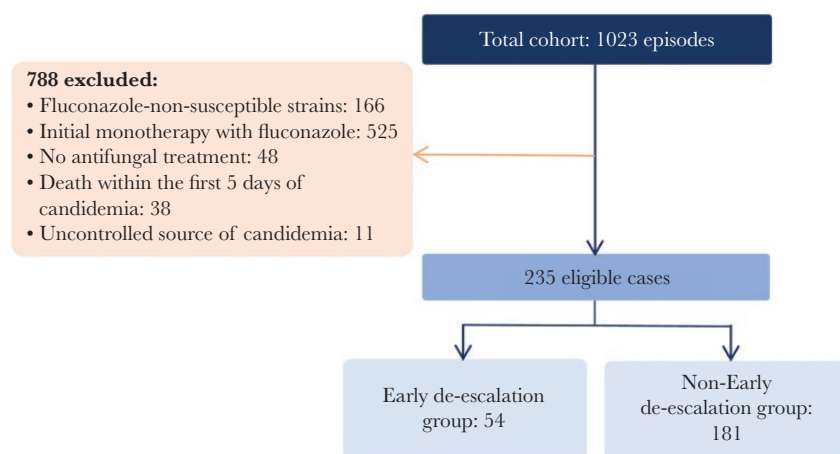 Total cohort: 1023 episodes
788 excluded:
• Fluconazole-non-susceptible strains: 166
• Initial monotherapy with fluconazole: 525
• No antifungal treatment: 48
• Death within the first 5 days of
candidemia: 38
• Uncontrolled source of candidemia: 11
235 eligible cases
Early de-escalation
group: 54
Non-Early
de-escalation group:
181